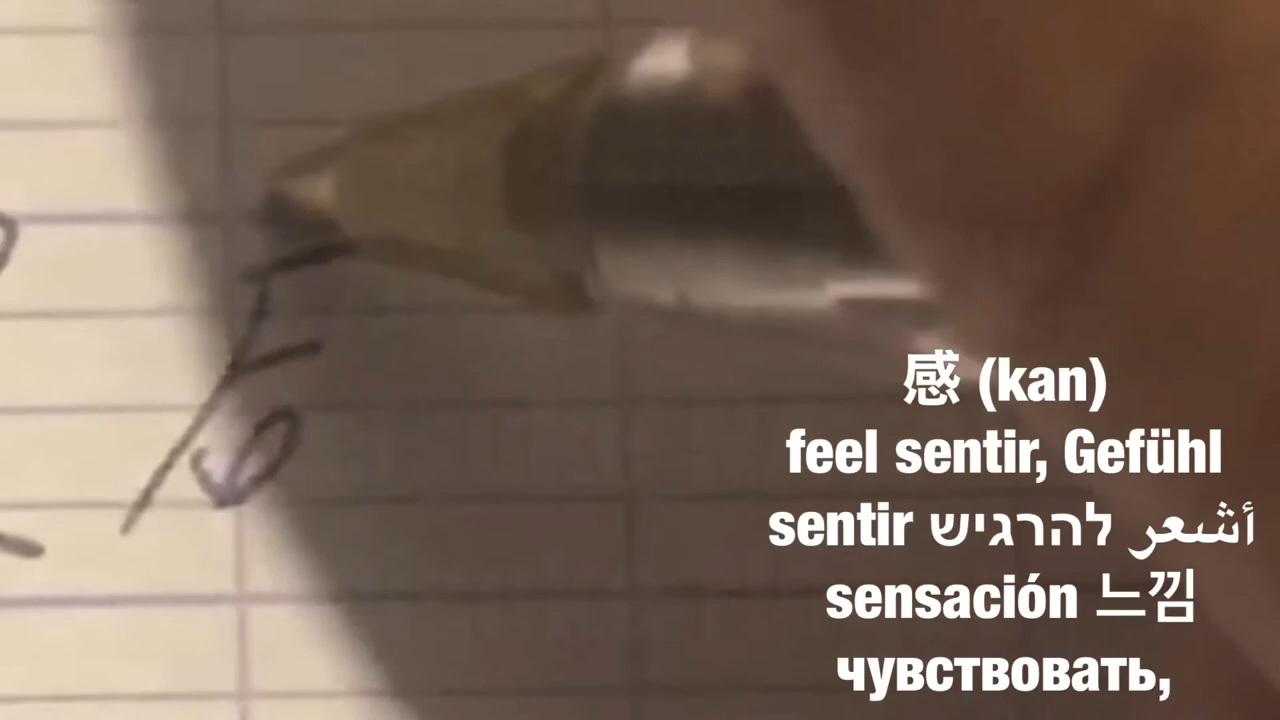 感 (kan)
feel sentir, Gefühl
sentir להרגיש أشعر
sensación 느낌
чувствовать,